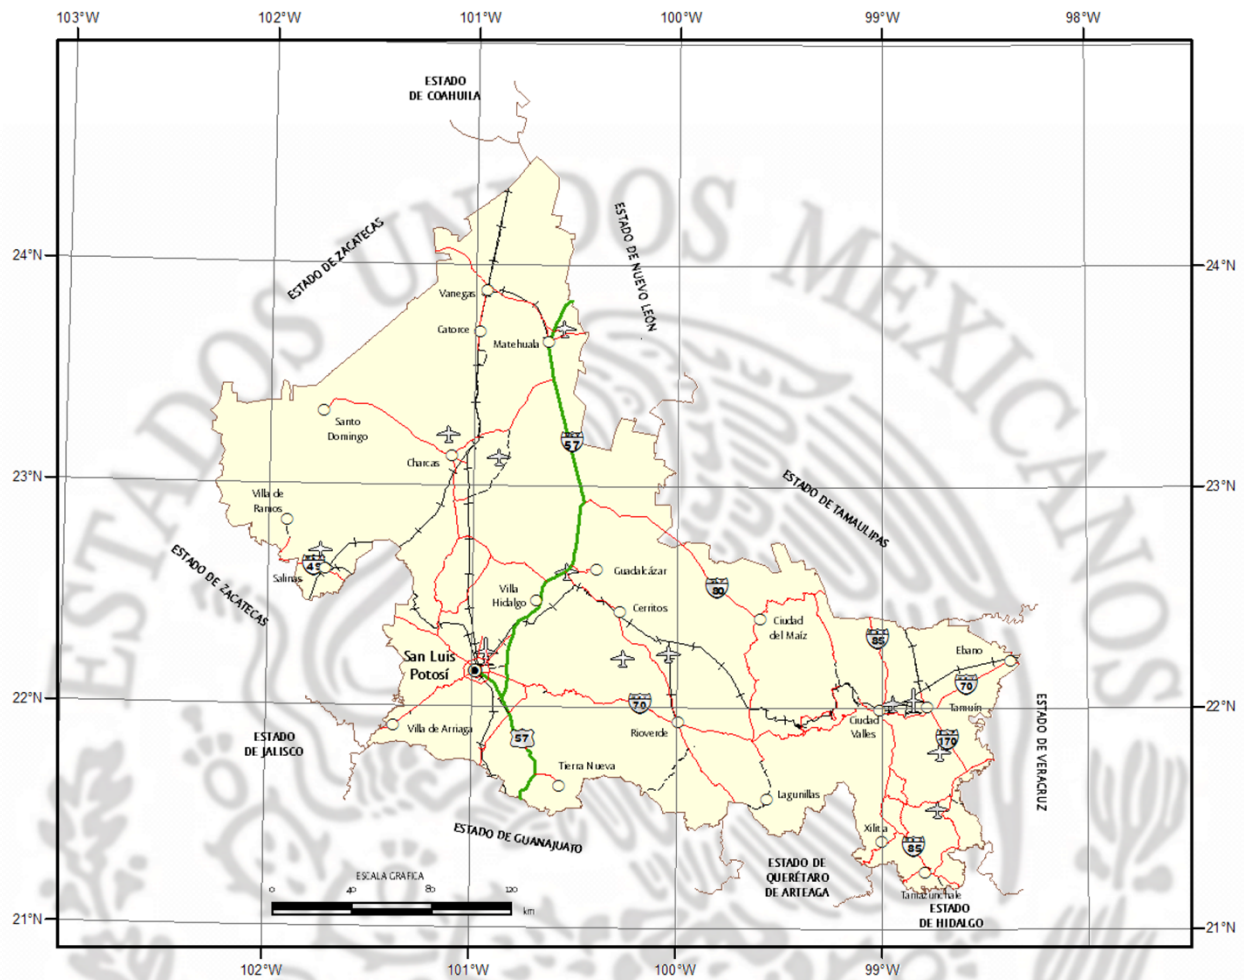 103°W 102°W 101°W 100°W 99°W 98°W
ESTADO
DE COAHUILA
ESTADOS UNIDOS MEXICANOS
ESTADO DE ZACATECAS
ESTADO DE NUEVO LEÓN
24°N
24°N
Vanegas
Catorce
Matehuala
Santo
Domingo
57
Charcas
23°N
23°N
ESTADO DE TAMAULIPAS
Villa de
Ramos
ESTADO DE ZACATECAS
49
Salinas
Guadalcázar
80
Villa
Hidalgo
Cerritos
Ciudad
del Maíz
85
Ebano
San Luis
Potosí
70
22°N
22°N
70
Tamuín
Villa de Arriaga
Rioverde
Ciudad
Valles
ESTADO
DE JALISCO
57
170
ESTADO DE VERACRUZ
Tierra Nueva
Lagunillas
ESTADO DE GUANAJUATO
Xilitla
85
ESTADO DE
QUERÉTARO
DE ARTEAGA
ESCALA GRAFICA
0 40 80 120
km
Tamazunchale
ESTADO
DE HIDALGO
21°N
21°N
102°W 101°W 100°W 99°W